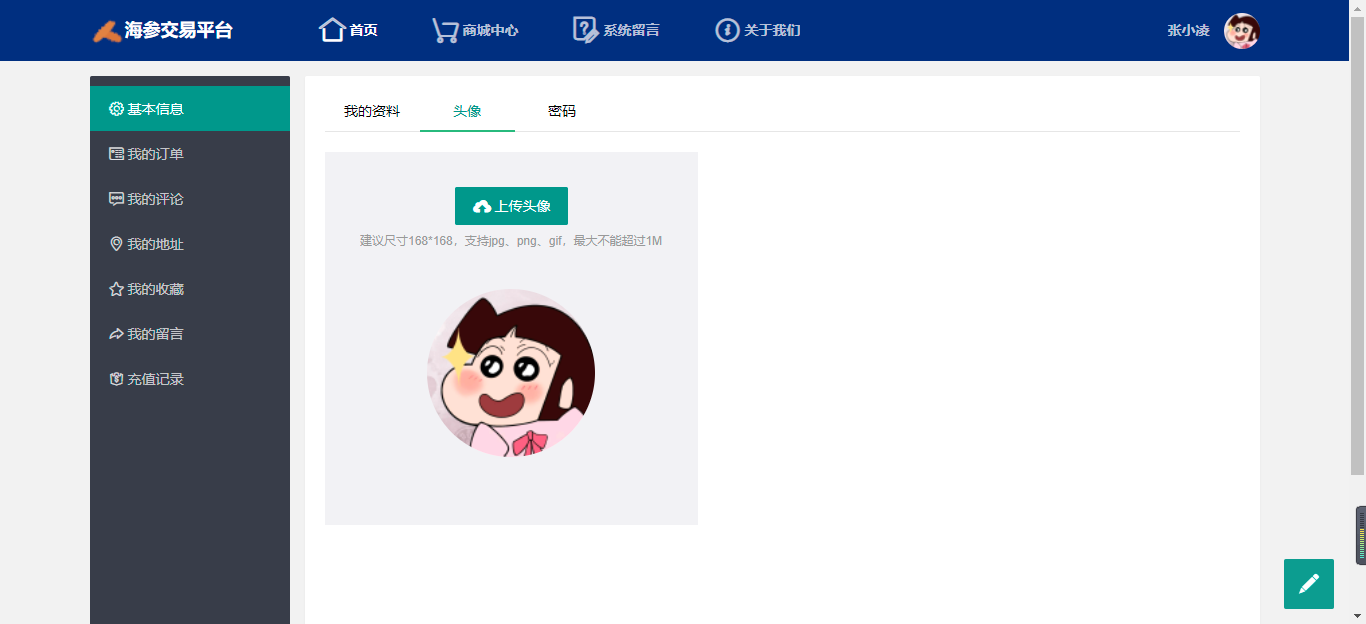 海参交易平台 首页 商城中心 系统留言 关于我们 张小凌
基本信息
我的订单
我的评论
我的地址
我的收藏
我的留言
充值记录
我的资料 头像 密码
上传头像
建议尺寸168*168，支持jpg、png、gif，最大不能超过1M